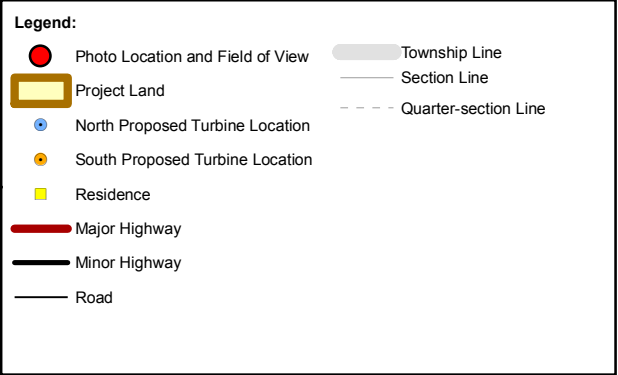 Legend:
Photo Location and Field of View
Project Land
North Proposed Turbine Location
South Proposed Turbine Location
Residence
Major Highway
Minor Highway
Road
Township Line
Section Line
Quarter-section Line